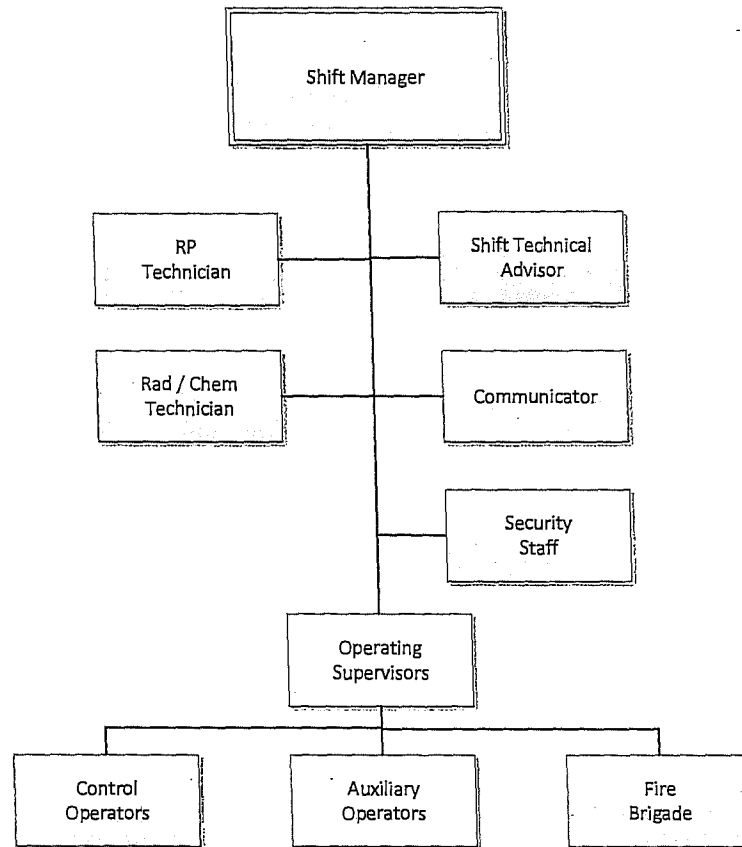 Shift Manager
RP
Technician
Shift Technical
Advisor
Rad / Chem
Technician
Communicator
Security
Staff
Operating
Supervisors
Control
Operators
Auxiliary
Operators
Fire
Brigade